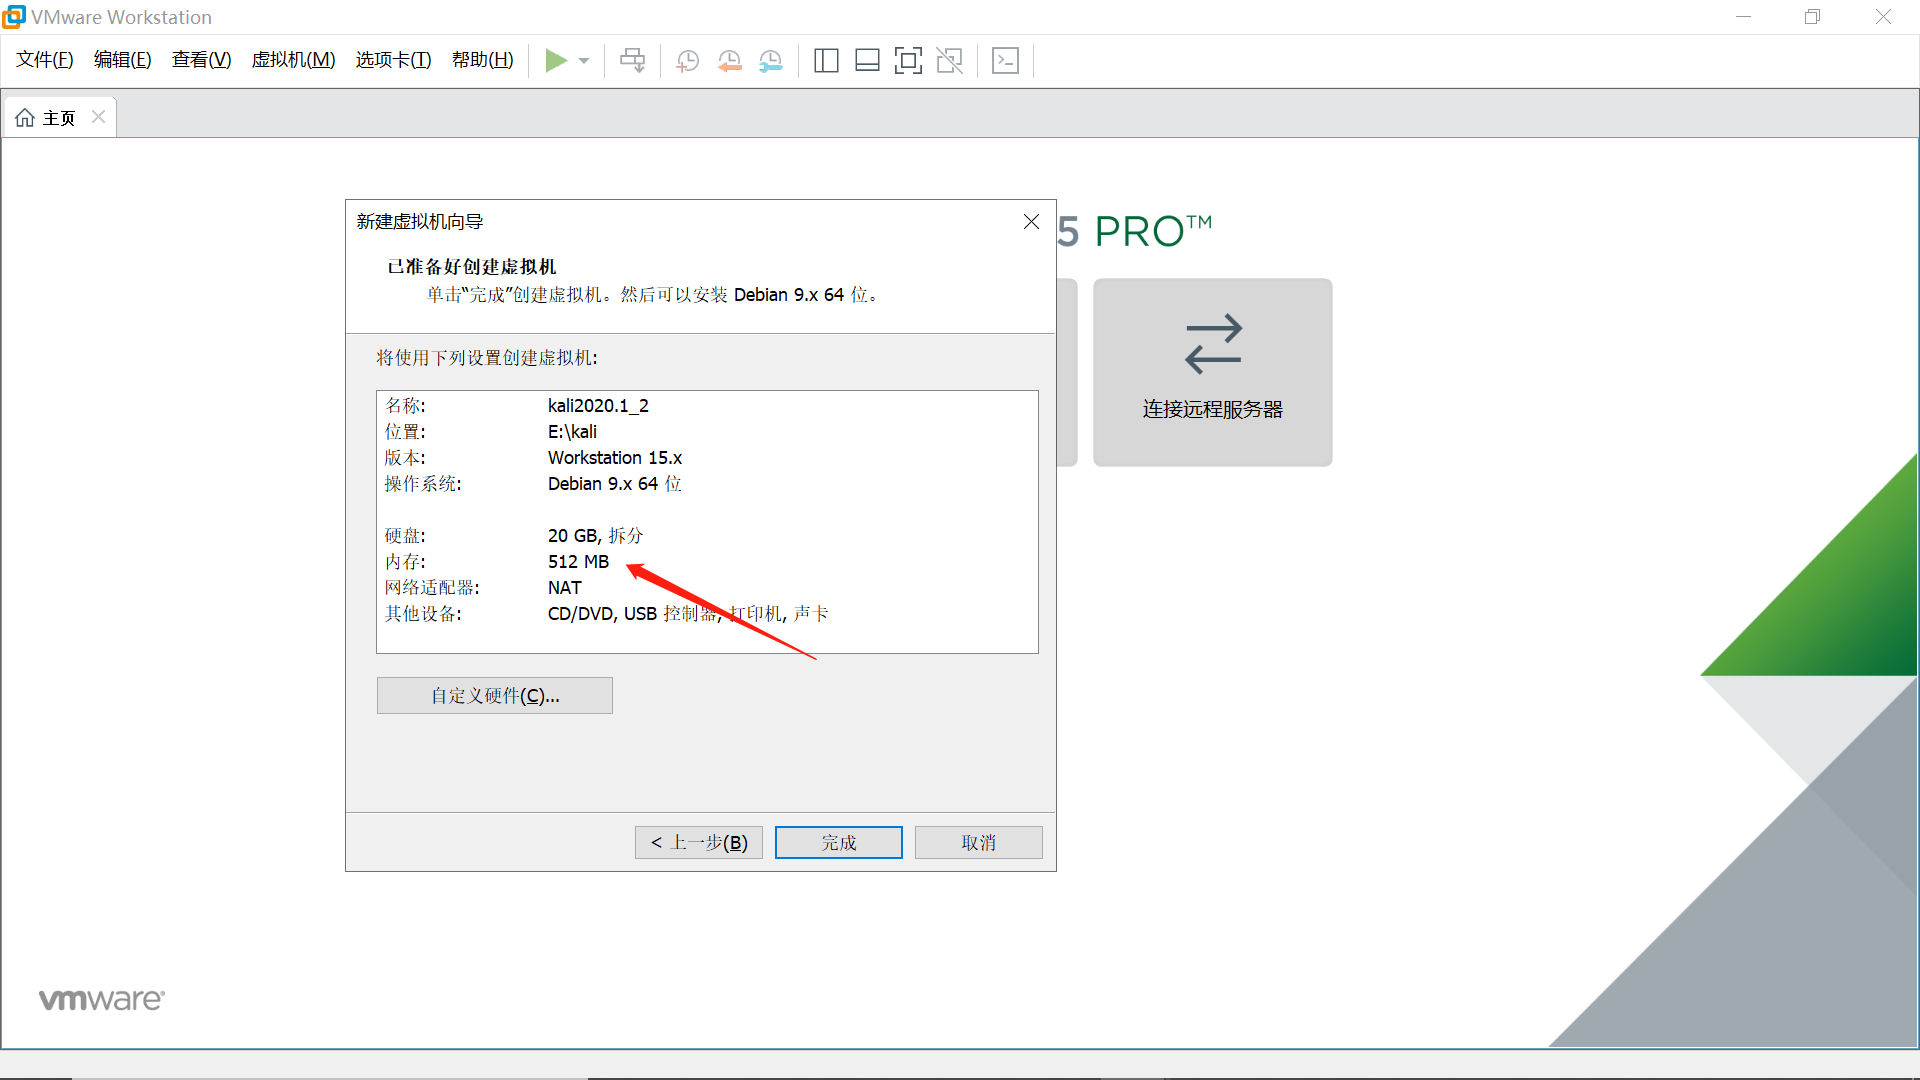 VMware Workstation
文件(F) 编辑(E) 查看(V) 虚拟机(M) 选项卡(T) 帮助(H)
主页
5 PRO™
新建虚拟机向导
已准备好创建虚拟机
单击“完成”创建虚拟机。然后可以安装 Debian 9.x 64 位。
将使用下列设置创建虚拟机:
名称: kali2020.1_2
位置: E:\kali
版本: Workstation 15.x
操作系统: Debian 9.x 64 位
硬盘: 20 GB, 拆分
内存: 512 MB
网络适配器: NAT
其他设备: CD/DVD, USB 控制器, 打印机, 声卡
自定义硬件(C)...
< 上一步(B) 完成 取消
连接远程服务器
vmware®